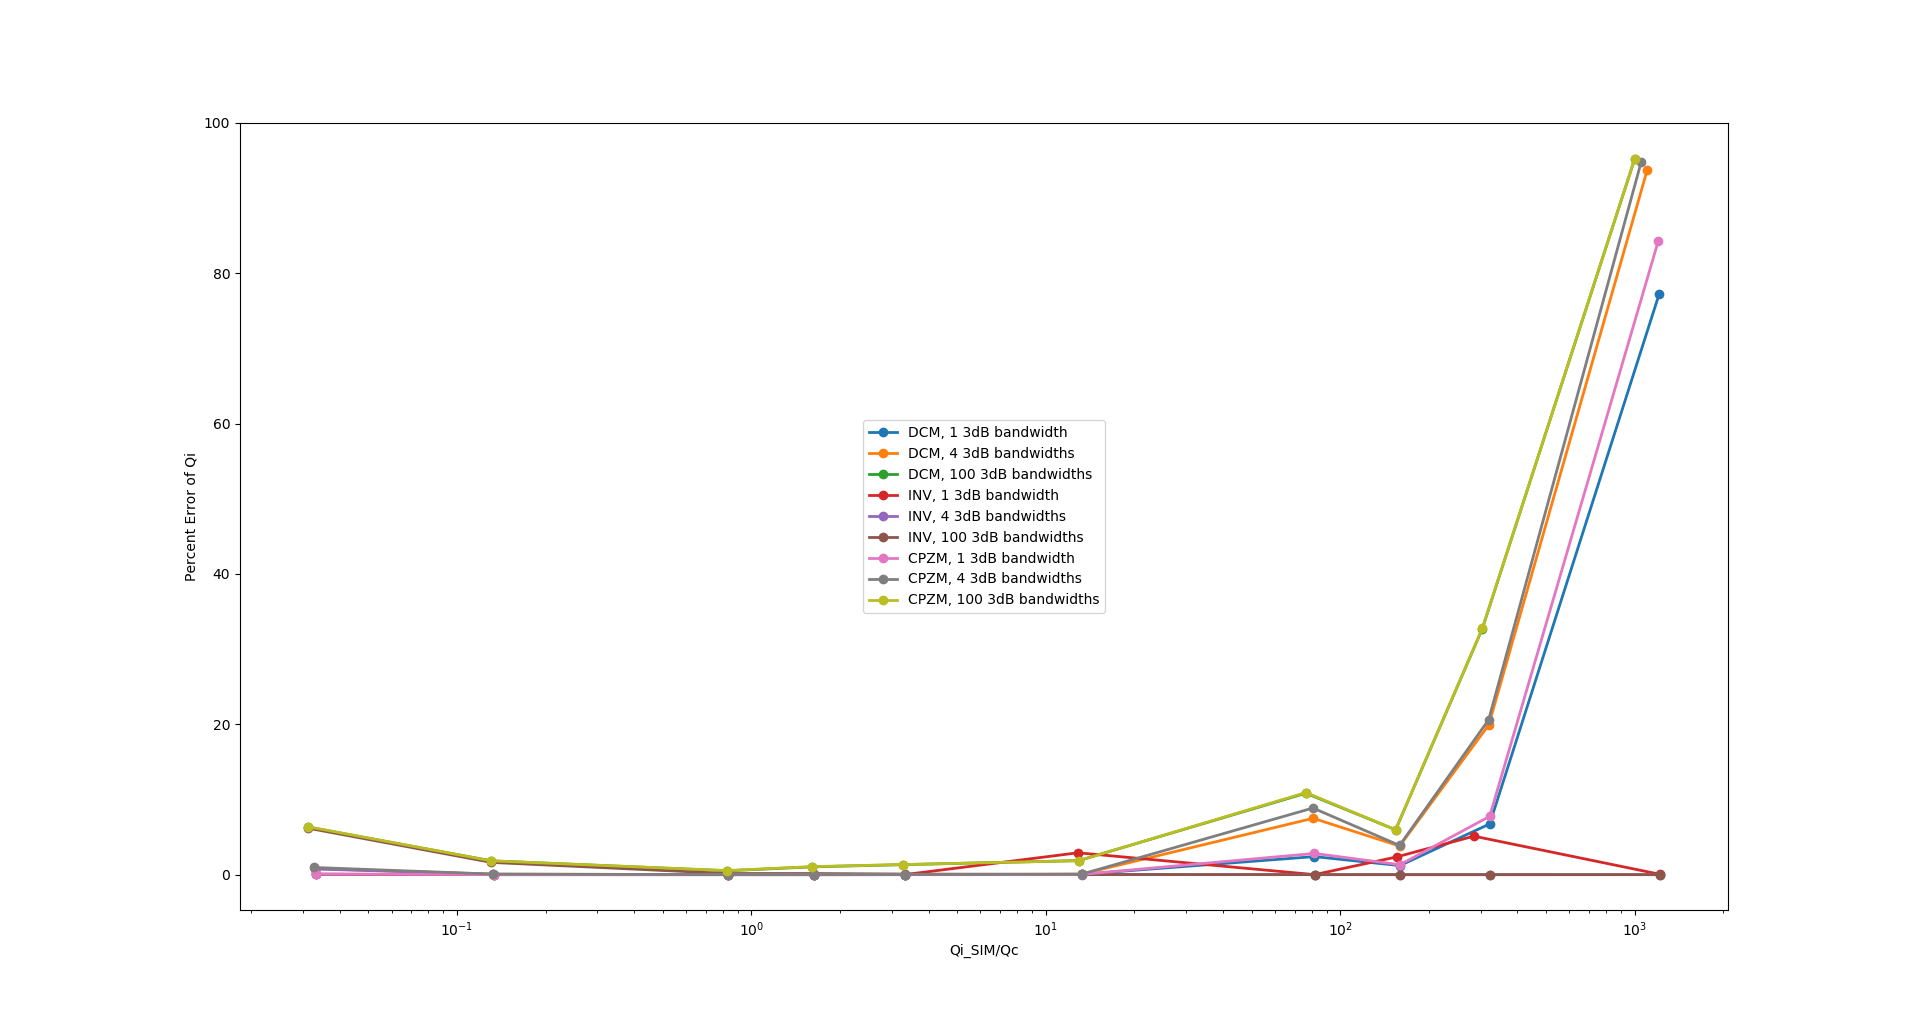 100
80
60
40
20
0
Percent Error of Qi
DCM, 1 3dB bandwidth
DCM, 4 3dB bandwidths
DCM, 100 3dB bandwidths
INV, 1 3dB bandwidth
INV, 4 3dB bandwidths
INV, 100 3dB bandwidths
CPZM, 1 3dB bandwidth
CPZM, 4 3dB bandwidths
CPZM, 100 3dB bandwidths
10⁻¹ 10⁰ 10¹ 10² 10³
Qi_SIM/Qc